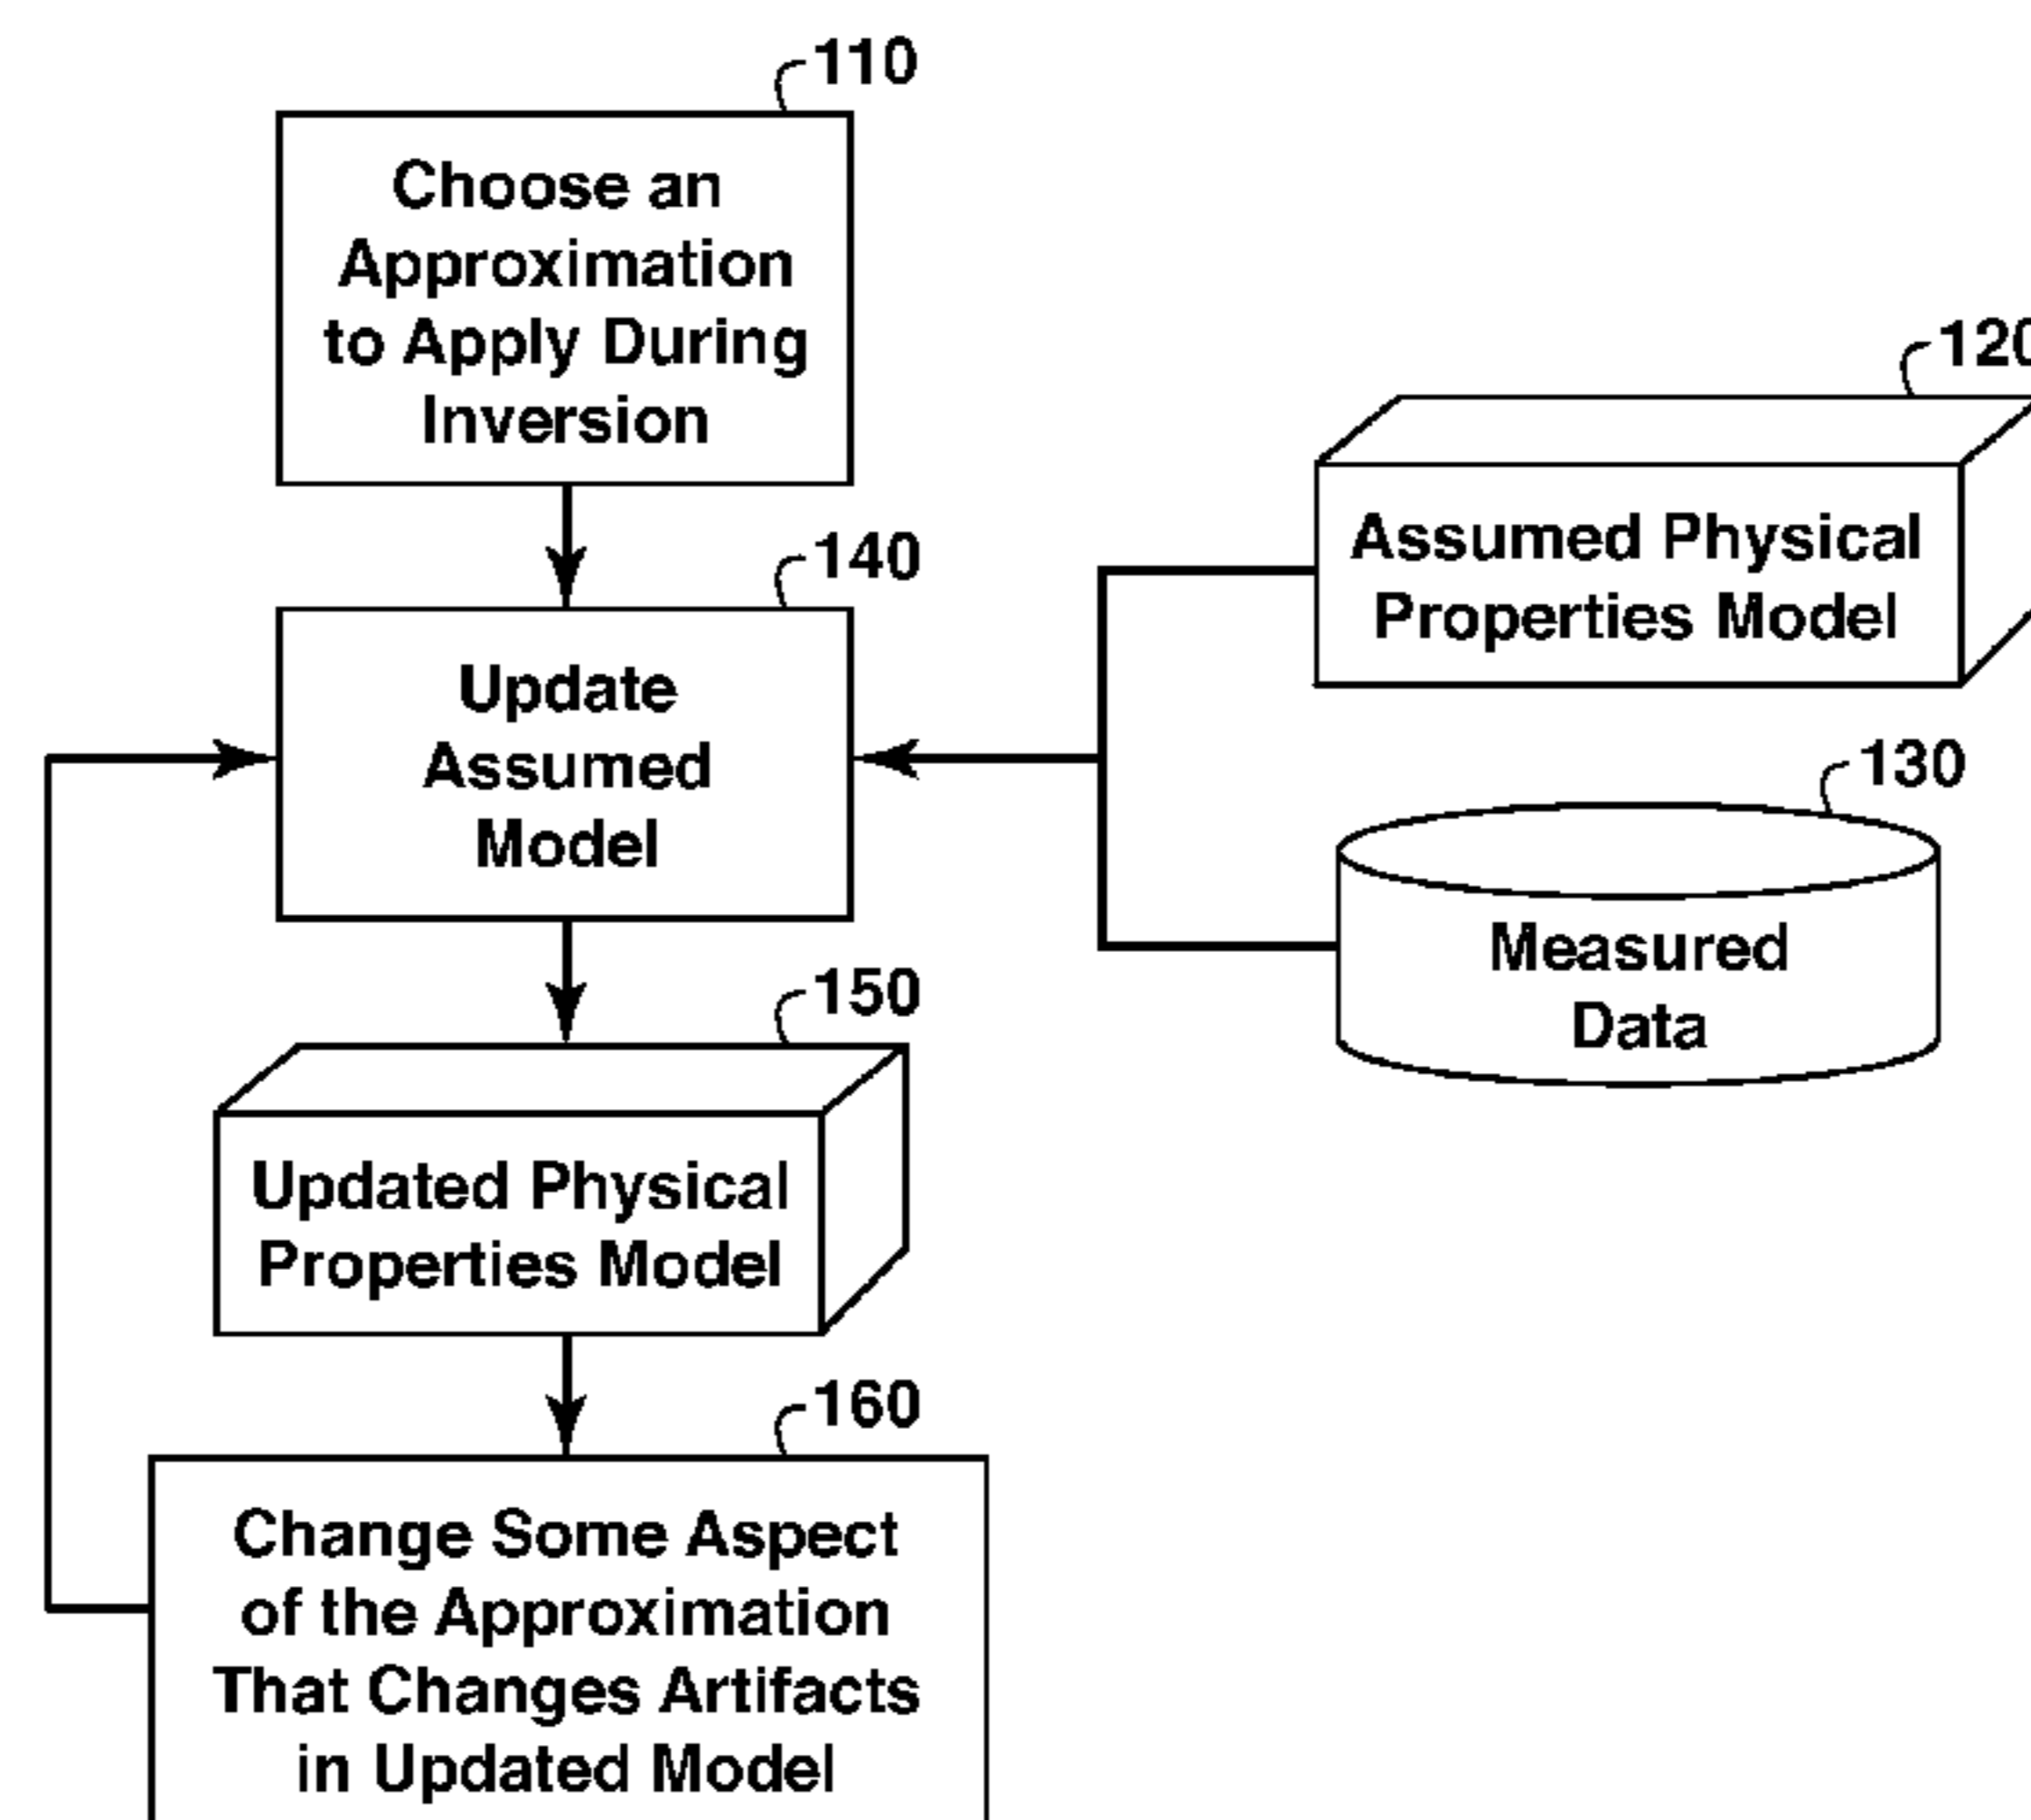 110
Choose an
Approximation
to Apply During
Inversion
120
Assumed Physical
Properties Model
140
Update
Assumed
Model
130
Measured
Data
150
Updated Physical
Properties Model
160
Change Some Aspect
of the Approximation
That Changes Artifacts
in Updated Model